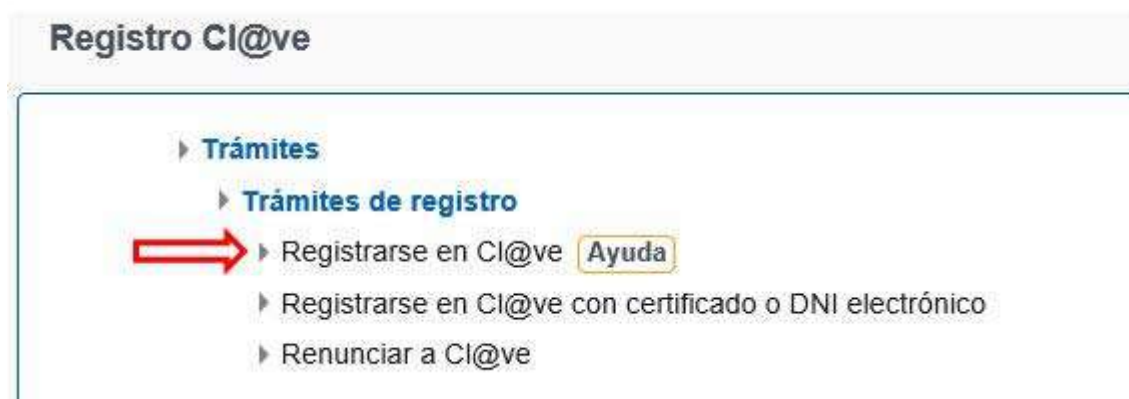 Registro Cl@ve
Trámites
Trámites de registro
Registrarse en Cl@ve Ayuda
Registrarse en Cl@ve con certificado o DNI electrónico
Renunciar a Cl@ve